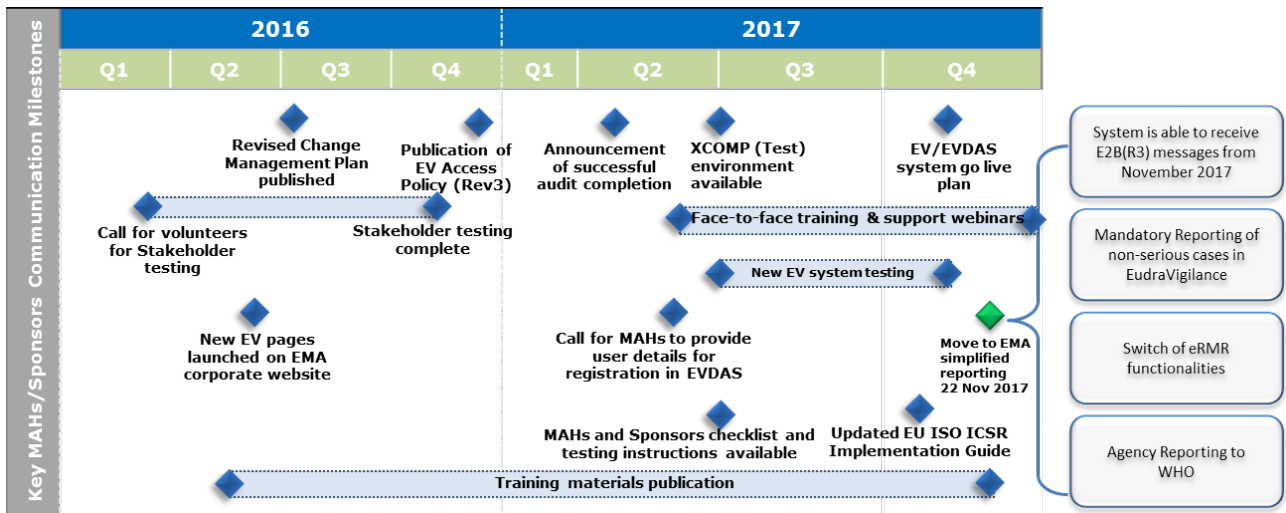 Key MAHs/Sponsors Communication Milestones
2016
2017
Q1
Q2
Q3
Q4
Q1
Q2
Q3
Q4
Revised Change
Management Plan
published
Publication of
EV Access
Policy (Rev3)
Announcement
of successful
audit completion
XCOMP (Test)
environment
available
EV/EVDAS
system go live
plan
Call for volunteers
for Stakeholder
testing
Stakeholder testing
complete
Face-to-face training & support webinars
New EV system testing
New EV pages
launched on EMA
corporate website
Call for MAHs to provide
user details for
registration in EVDAS
Move to EMA
simplified
reporting
22 Nov 2017
MAHs and Sponsors checklist and
testing instructions available
Updated EU ISO ICSR
Implementation Guide
Training materials publication
System is able to receive
E2B(R3) messages from
November 2017
Mandatory Reporting of
non-serious cases in
EudraVigilance
Switch of eRMR
functionalities
Agency Reporting to
WHO